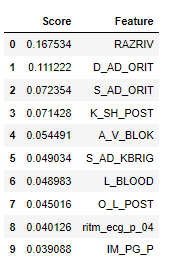 Score Feature
0 0.167534 RAZRIV
1 0.111222 D_AD_ORIT
2 0.072354 S_AD_ORIT
3 0.071428 K_SH_POST
4 0.054491 A_V_BLOK
5 0.049034 S_AD_KBRIG
6 0.048983 L_BLOOD
7 0.045016 O_L_POST
8 0.040126 ritm_ecg_p_04
9 0.039088 IM_PG_P